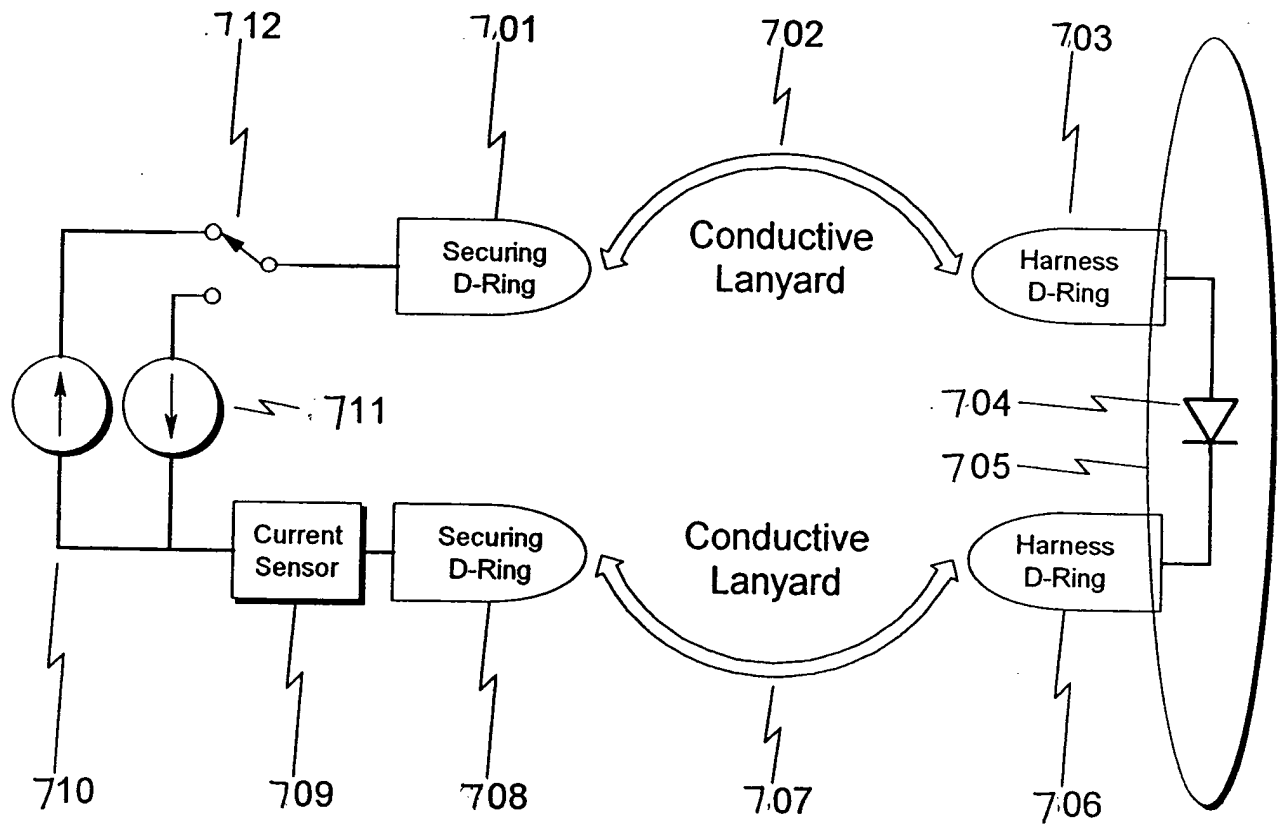 712
701
702
703
Securing
D-Ring
Conductive
Lanyard
Harness
D-Ring
711
704
705
Current
Sensor
Securing
D-Ring
Conductive
Lanyard
Harness
D-Ring
710
709
708
707
706